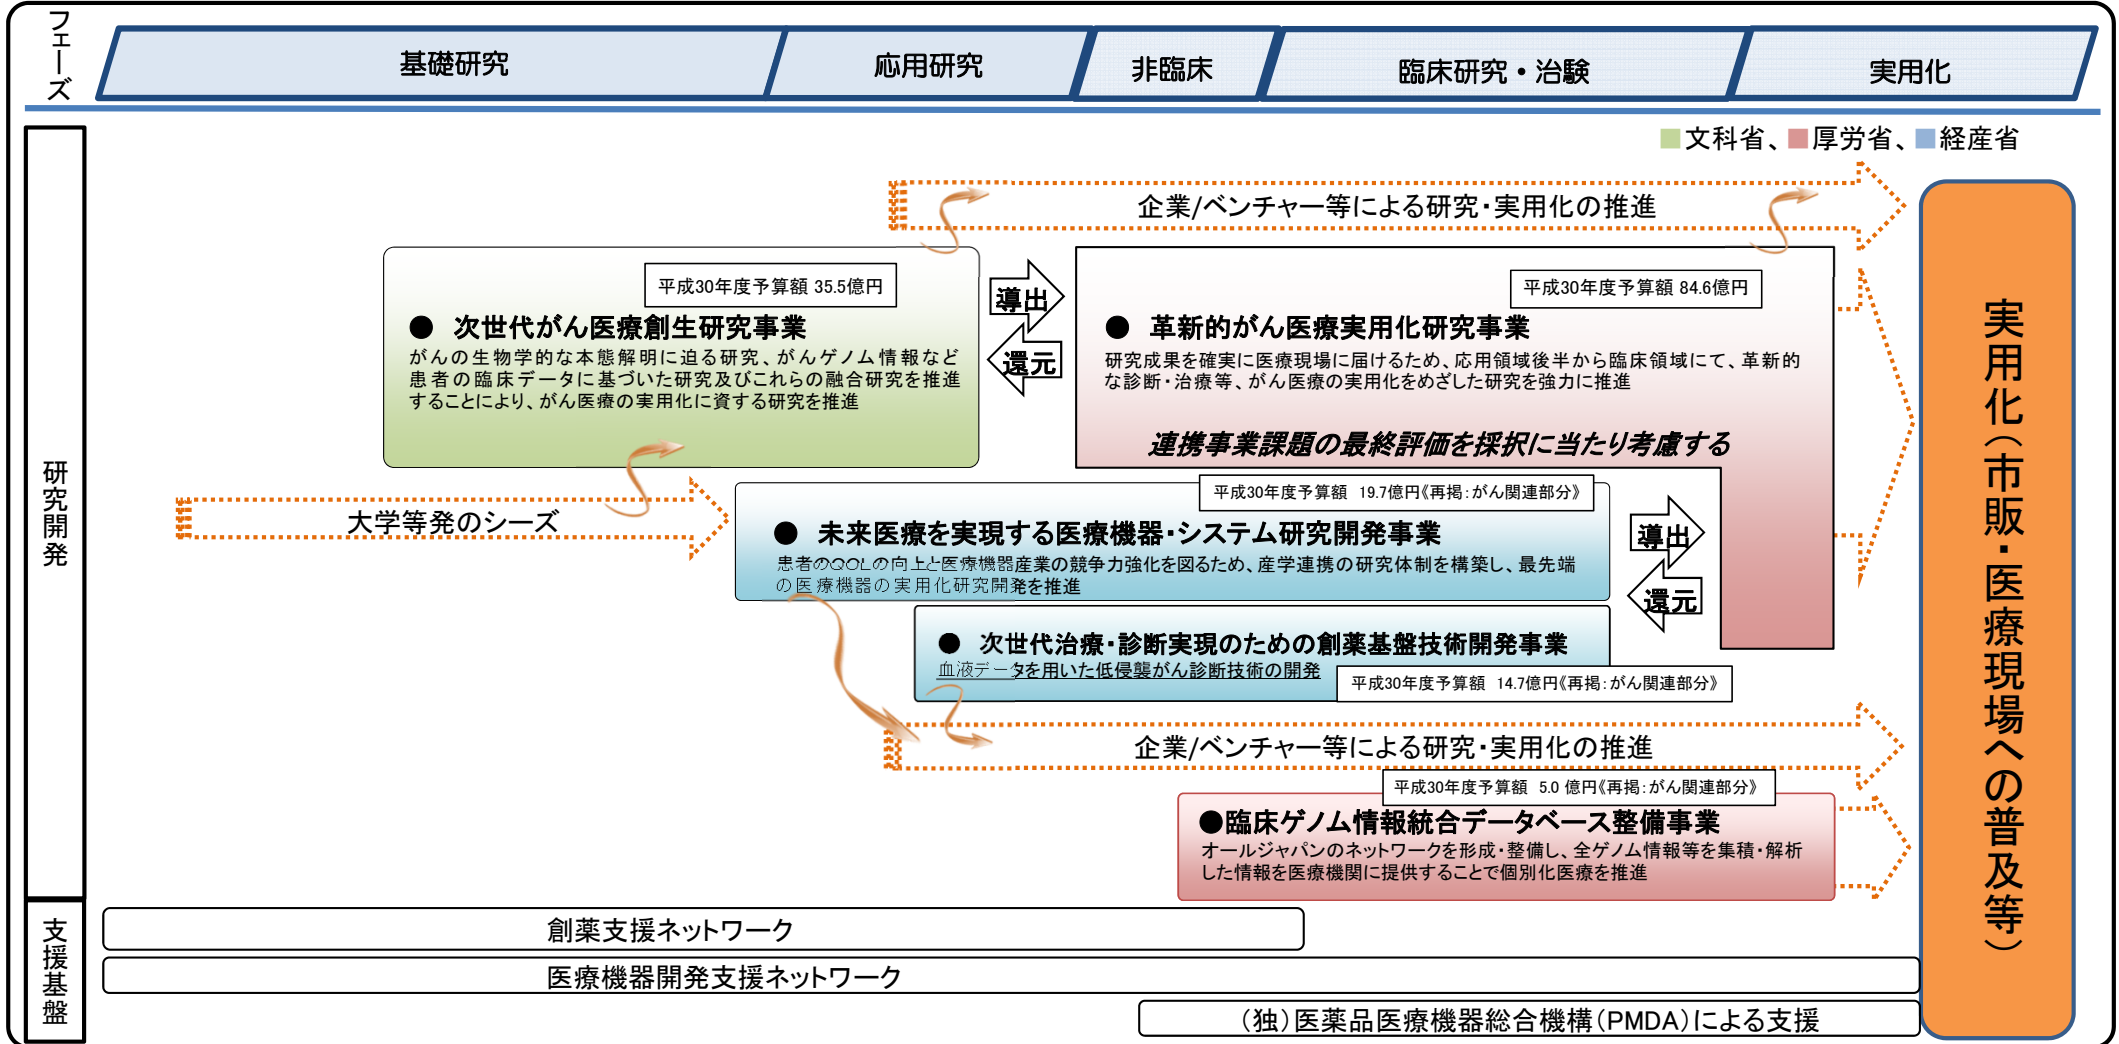 フェーズ
基礎研究
応用研究
非臨床
臨床研究・治験
実用化
■文科省、■厚労省、■経産省
企業/ベンチャー等による研究・実用化の推進
平成30年度予算額 35.5億円
● 次世代がん医療創生研究事業
がんの生物学的な本態解明に迫る研究、がんゲノム情報など
患者の臨床データに基づいた研究及びこれらの融合研究を推進
することにより、がん医療の実用化に資する研究を推進
導出
還元
平成30年度予算額 84.6億円
● 革新的がん医療実用化研究事業
研究成果を確実に医療現場に届けるため、応用領域後半から臨床領域にて、革新的
な診断・治療等、がん医療の実用化をめざした研究を強力に推進
連携事業課題の最終評価を採択に当たり考慮する
研究開発
大学等発のシーズ
平成30年度予算額 19.7億円《再掲:がん関連部分》
● 未来医療を実現する医療機器・システム研究開発事業
患者のQOLの向上と医療機器産業の競争力強化を図るため、産学連携の研究体制を構築し、最先端
の医療機器の実用化研究開発を推進
導出
還元
● 次世代治療・診断実現のための創薬基盤技術開発事業
血液データを用いた低侵襲がん診断技術の開発
平成30年度予算額 14.7億円《再掲:がん関連部分》
企業/ベンチャー等による研究・実用化の推進
平成30年度予算額 5.0 億円《再掲:がん関連部分》
●臨床ゲノム情報統合データベース整備事業
オールジャパンのネットワークを形成・整備し、全ゲノム情報等を集積・解析
した情報を医療機関に提供することで個別化医療を推進
実用化(市販・医療現場への普及等)
支援基盤
創薬支援ネットワーク
医療機器開発支援ネットワーク
(独)医薬品医療機器総合機構(PMDA)による支援